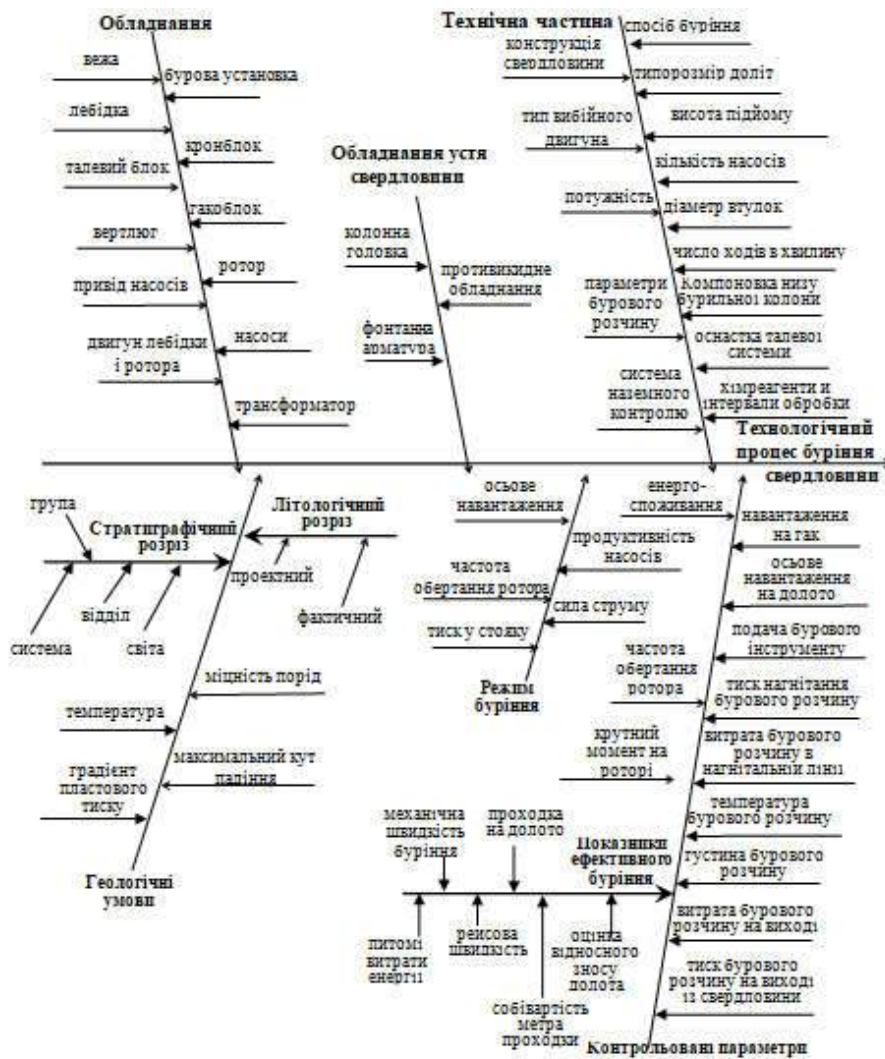 Обладнання
вежа
бурова установка
лебідка
кронблок
талевий блок
гакоблок
вертлюг
ротор
привід насосів
насоси
двигун лебідки
і ротора
трансформатор
Обладнання устя
свердловини
колонна
головка
противикидне
обладнання
фонтанна
арматура
Технічна частина
спосіб буріння
конструкція
свердловини
типорозмір доліт
висота підйому
тип вибійного
двигуна
кількість насосів
потужність
діаметр втулок
число ходів в хвилину
параметри
бурового
розчину
Компоновка низу
бурильної колони
оснастка талевої
системи
система
наземного
контролю
хімреагенти и
інтервали обробки
Технологічний
процес буріння
свердловини
група
Стратиграфічний
розріз
система
відділ
світа
Літологічний
розріз
проектний
фактичний
міцність порід
температура
максимальний кут
падіння
градієнт
пластового
тиску
Геологічні
умови
осьове
навантаження
продуктивність
насосів
частота
обертання ротора
сила струму
тиск у стояку
Режим
буріння
енерго-
споживання
навантаження
на гак
осьове
навантаження
на долото
подача бурового
інструменту
частота
обертання
ротора
тиск нагнітання
бурового розчину
крутний
момент на
роторі
витрата бурового
розчину в
нагнітальній лінії
температура
бурового розчину
густина бурового
розчину
витрата бурового
розчину на виході
тиск бурового
розчину на виході
із свердловини
Контрольовані параметри
механічна
швидкість
буріння
проходка
на долото
Показники
ефективного
буріння
питомі
витрати
енергії
рейсова
швидкість
собівартість
метра
проходки
оцінка
відносного
зносу
долота